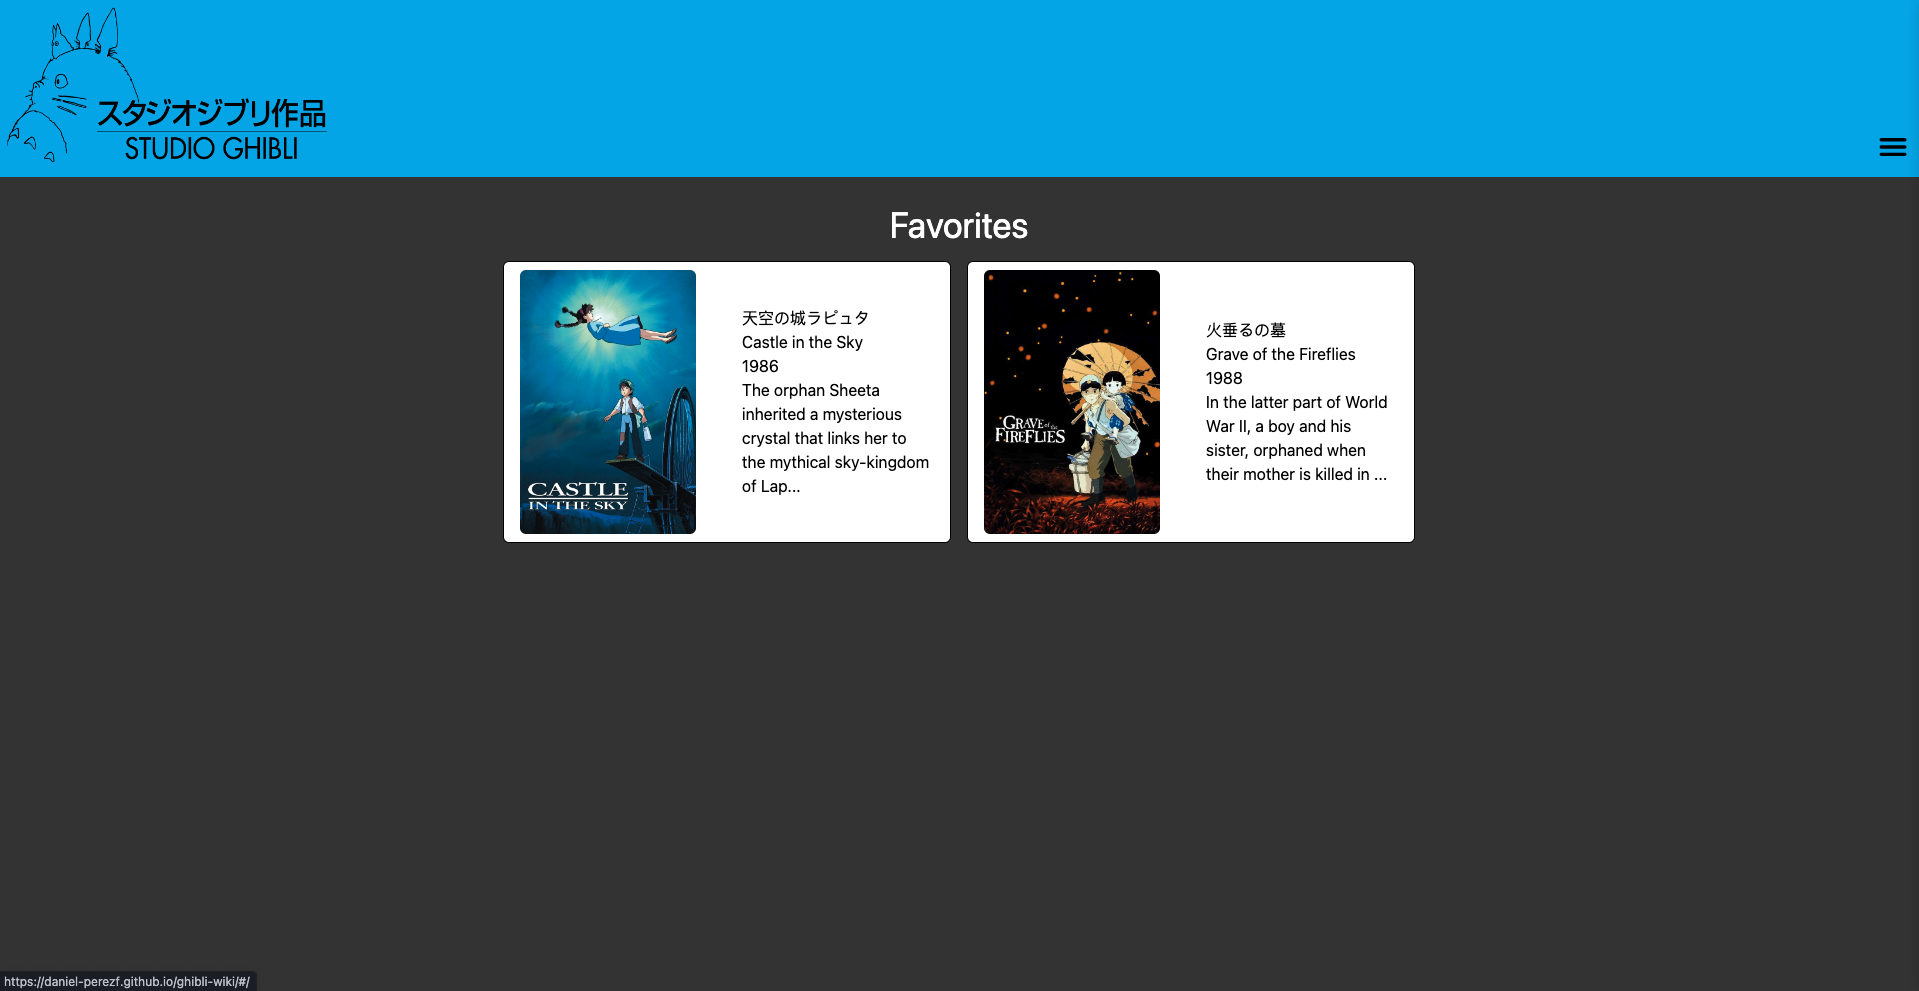 スタジオジブリ作品
STUDIO GHIBLI
Favorites
CASTLE
IN THE SKY
天空の城ラピュタ
Castle in the Sky
1986
The orphan Sheeta
inherited a mysterious
crystal that links her to
the mythical sky-kingdom
of Lap...
GRAVE of the
FIREFLIES
火垂るの墓
Grave of the Fireflies
1988
In the latter part of World
War II, a boy and his
sister, orphaned when
their mother is killed in ...
https://daniel-perezf.github.io/ghibli-wiki/#/